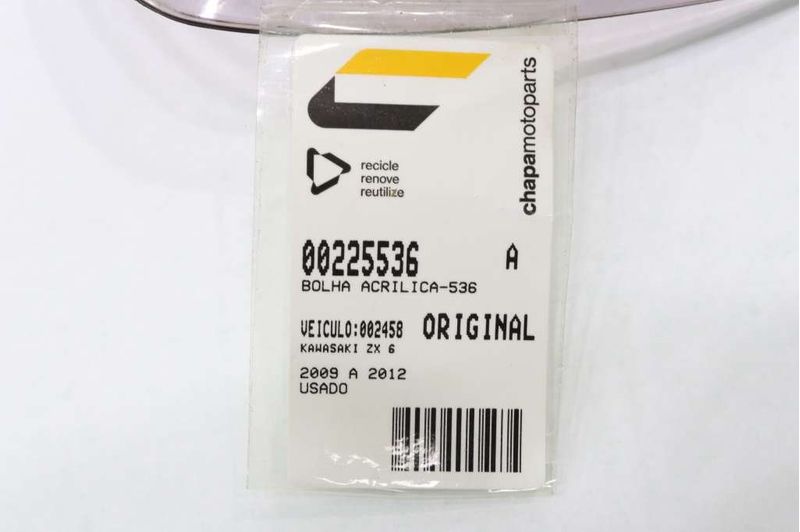 chapamotoparts
recicle
renove
reutilize
00225536 A
BOLHA ACRILICA-536
VEICULO:002458 ORIGINAL
KAWASAKI ZX 6
2009 A 2012
USADO